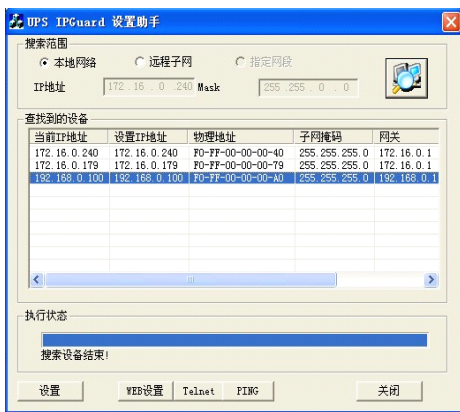 UPS IPGuard 设置助手
搜索范围
本地网络 远程子网 指定网段
IP地址 172 . 16 . 0 . 240 Mask 255 . 255 . 0 . 0
查找到的设备
当前IP地址 设置IP地址 物理地址 子网掩码 网关
172.16.0.240 172.16.0.240 F0-FF-00-00-00-40 255.255.255.0 172.16.0.1
172.16.0.179 172.16.0.179 F0-FF-00-00-00-79 255.255.255.0 172.16.0.1
192.168.0.100 192.168.0.100 F0-FF-00-00-00-A0 255.255.255.0 192.168.0.1
执行状态
搜索设备结束!
设置 WEB设置 Telnet PING 关闭